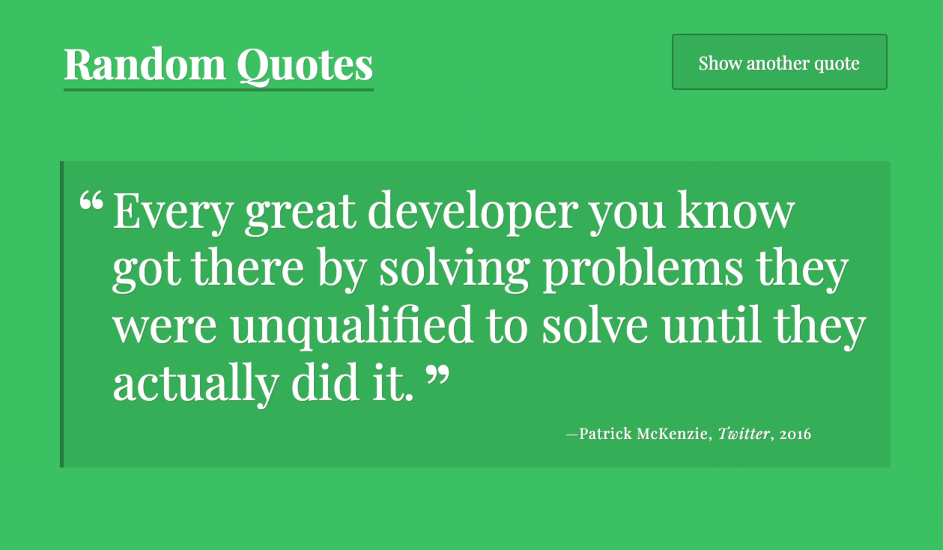 Random Quotes
Show another quote
“ Every great developer you know
got there by solving problems they
were unqualified to solve until they
actually did it. ”
—Patrick McKenzie, Twitter, 2016